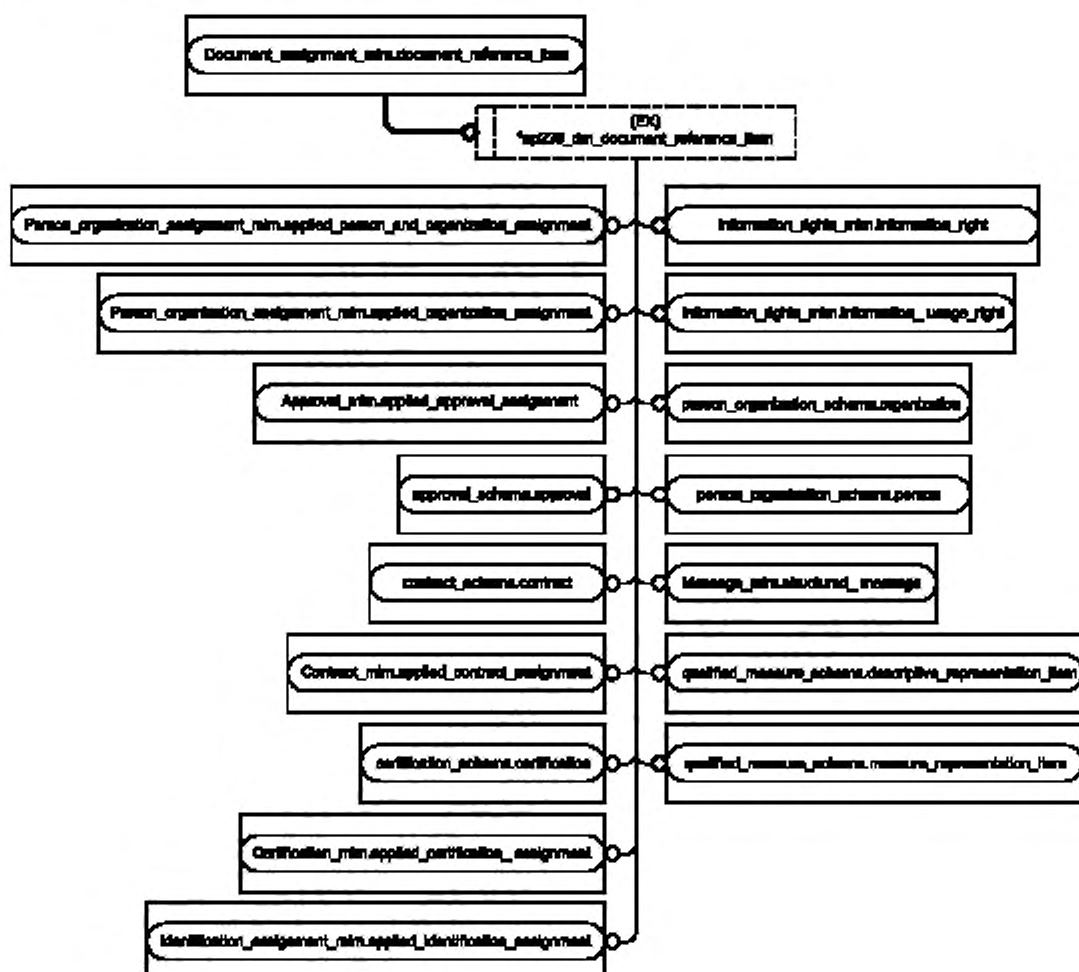 Document_assignment_mim.document_reference_item
(EX)
document_reference_item
Person_organization_assignment_mim.applied_person_and_organization_assignment
Information_rights_mim.information_right
Person_organization_assignment_mim.applied_organization_assignment
Information_rights_mim.information_usage_right
Approval_mim.applied_approval_assignment
person_organization_schema.organization
approval_schema.approval
person_organization_schema.person
contract_schema.contract
Message_mim.structured_message
Contract_mim.applied_contract_assignment
qualified_measure_schema.descriptive_representation_item
certification_schema.certification
qualified_measure_schema.measure_representation_item
Certification_mim.applied_certification_assignment
Identification_assignment_mim.applied_identification_assignment